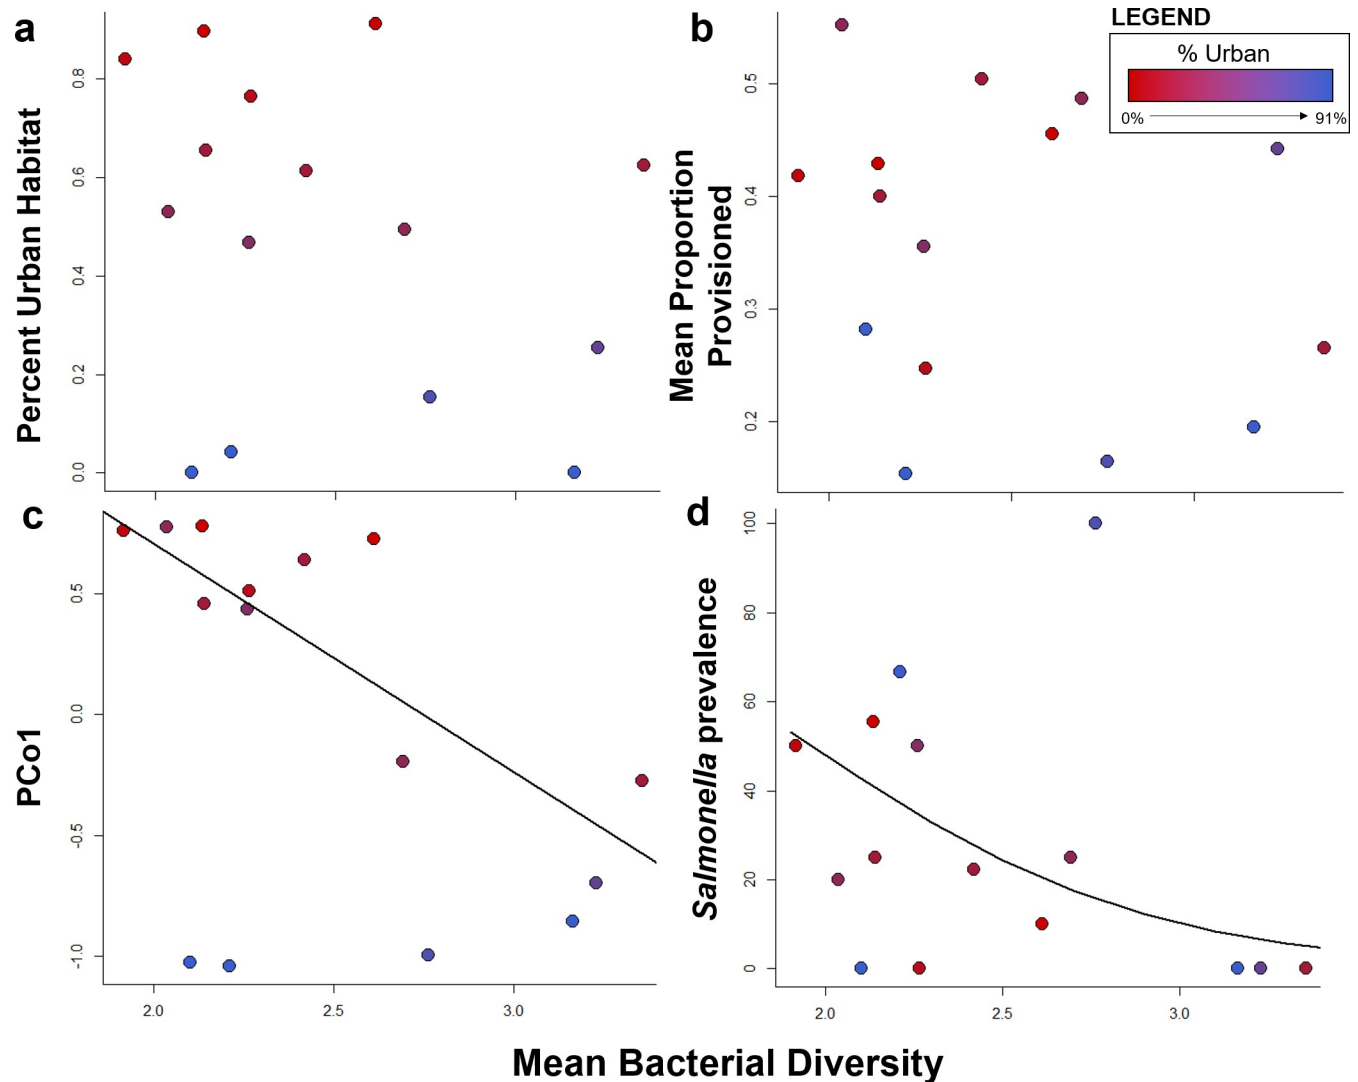 a
Percent Urban Habitat
0.0
0.2
0.4
0.6
0.8
b
Mean Proportion
Provisioned
0.2
0.3
0.4
0.5
LEGEND
% Urban
0%
91%
c
PCo1
-1.0
-0.5
0.0
0.5
2.0
2.5
3.0
d
Salmonella prevalence
0
20
40
60
80
100
2.0
2.5
3.0
Mean Bacterial Diversity